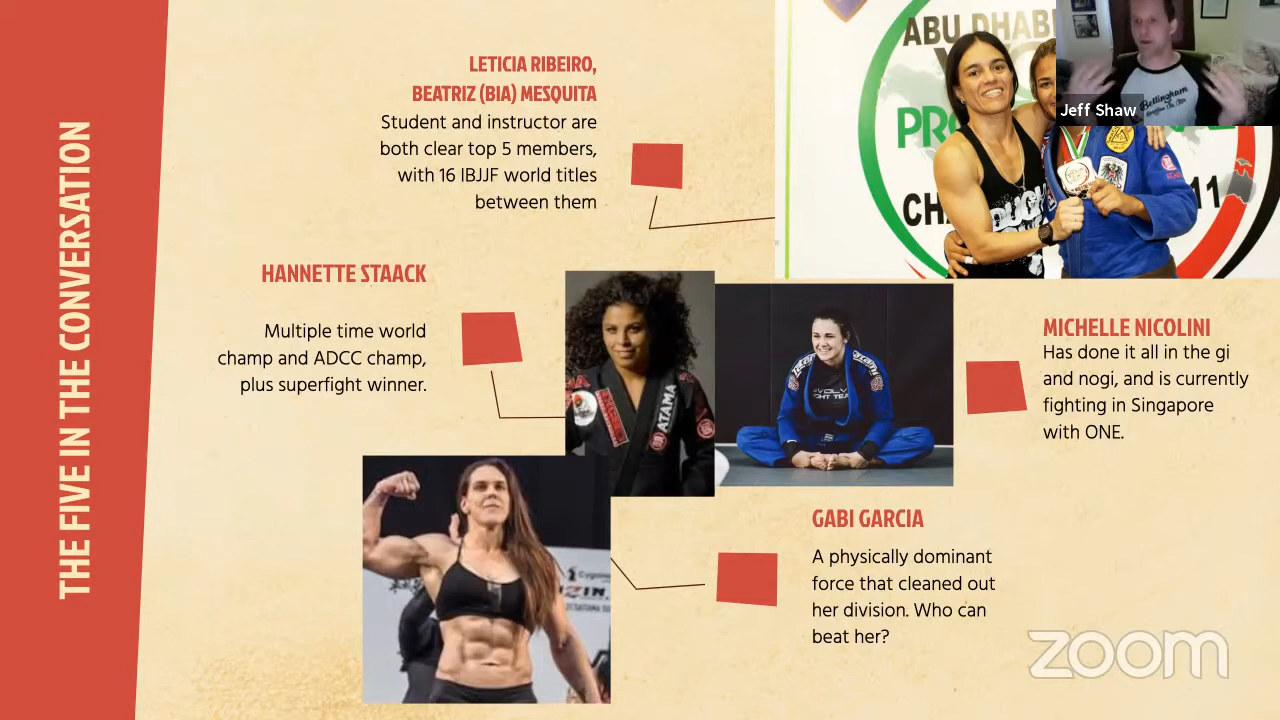 THE FIVE IN THE CONVERSATION
LETICIA RIBEIRO,
BEATRIZ (BIA) MESQUITA
Student and instructor are
both clear top 5 members,
with 16 IBJJF world titles
between them
HANNETTE STAACK
Multiple time world
champ and ADCC champ,
plus superfight winner.
MICHELLE NICOLINI
Has done it all in the gi
and nogi, and is currently
fighting in Singapore
with ONE.
GABI GARCIA
A physically dominant
force that cleaned out
her division. Who can
beat her?
ABU DHABI
PRO
CH
11
Jeff Shaw
Bellingham
ATAMA
zoom